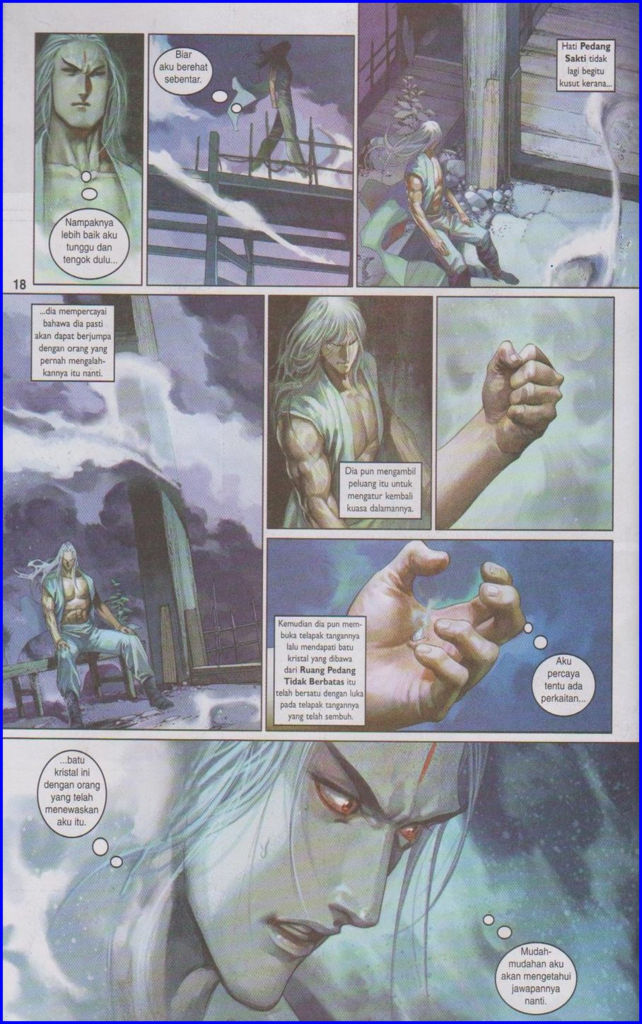 Nampaknya
lebih baik aku
tunggu dan
tengok dulu...
Biar
aku berehat
sebentar.
Hati Pedang
Sakti tidak
lagi begitu
kusut kerana...
18
...dia mempercayai
bahawa dia pasti
akan dapat berjumpa
dengan orang yang
pernah mengalah-
kannya itu nanti.
Dia pun mengambil
peluang itu untuk
mengatur kembali
kuasa dalamannya.
Kemudian dia pun mem-
buka telapak tangannya
lalu mendapati batu
kristal yang dibawa
dari Ruang Pedang
Tidak Berbatas itu
telah bersatu dengan luka
pada telapak tangannya
yang telah sembuh.
Aku
percaya
tentu ada
perkaitan...
...batu
kristal ini
dengan orang
yang telah
menewaskan
aku itu.
Mudah-
mudahan aku
akan mengetahui
jawapannya
nanti.